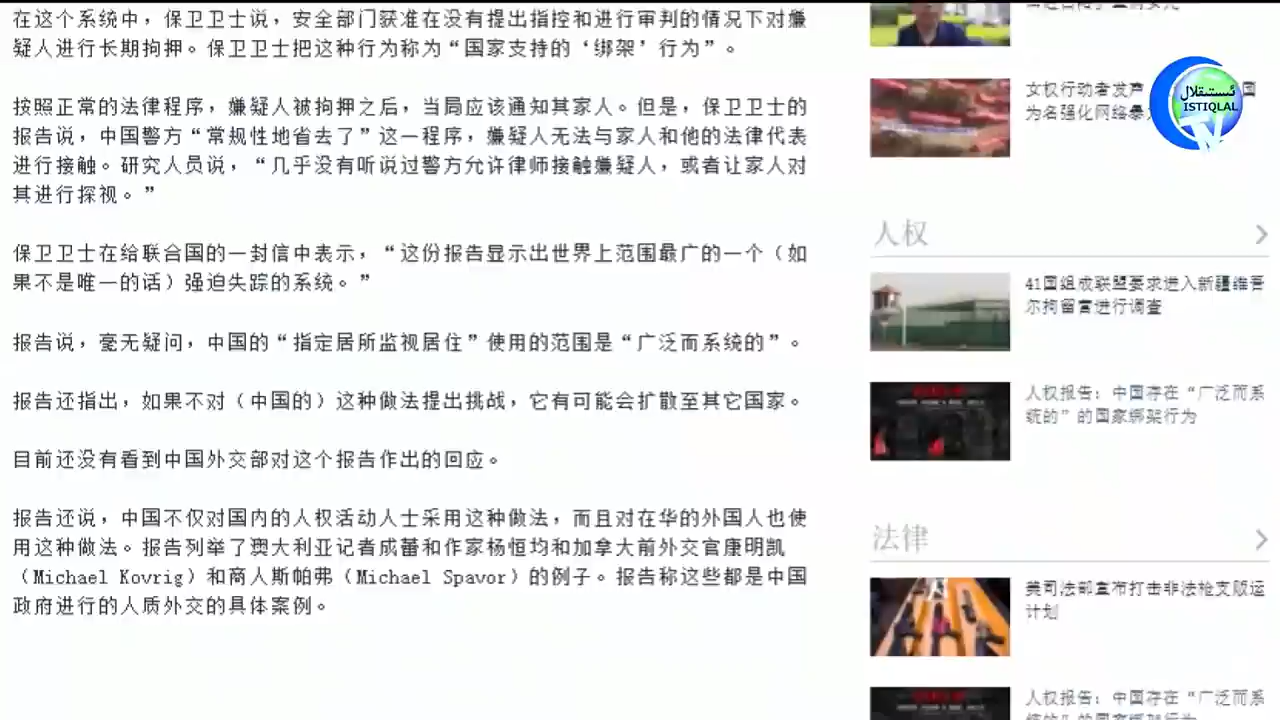 在这个系统中，保卫卫士说，安全部门获准在没有提出指控和进行审判的情况下对嫌
疑人进行长期拘押。保卫卫士把这种行为称为“国家支持的‘绑架’行为”。
按照正常的法律程序，嫌疑人被拘押之后，当局应该通知其家人。但是，保卫卫士的
报告说，中国警方“常规性地省去了”这一程序，嫌疑人无法与家人和他的法律代表
进行接触。研究人员说，“几乎没有听说过警方允许律师接触嫌疑人，或者让家人对
其进行探视。”
保卫卫士在给联合国的一封信中表示，“这份报告显示出世界上范围最广的一个（如
果不是唯一的话）强迫失踪的系统。”
报告说，毫无疑问，中国的“指定居所监视居住”使用的范围是“广泛而系统的”。
报告还指出，如果不对（中国的）这种做法提出挑战，它有可能会扩散至其它国家。
目前还没有看到中国外交部对这个报告作出的回应。
报告还说，中国不仅对国内的人权活动人士采用这种做法，而且对在华的外国人也使
用这种做法。报告列举了澳大利亚记者成蕾和作家杨恒均和加拿大前外交官康明凯
（Michael Kovrig）和商人斯帕弗（Michael Spavor）的例子。报告称这些都是中国
政府进行的人质外交的具体案例。
女权行动者发声
国
为名强化网络暴
ئىستىقلال
ISTIQLAL
TV
人权
41国组成联盟要求进入新疆维吾
尔拘留营进行调查
人权报告：中国存在“广泛而系
统的”的国家绑架行为
法律
美司法部宣布打击非法枪支贩运
计划
人权报告：中国存在“广泛而系